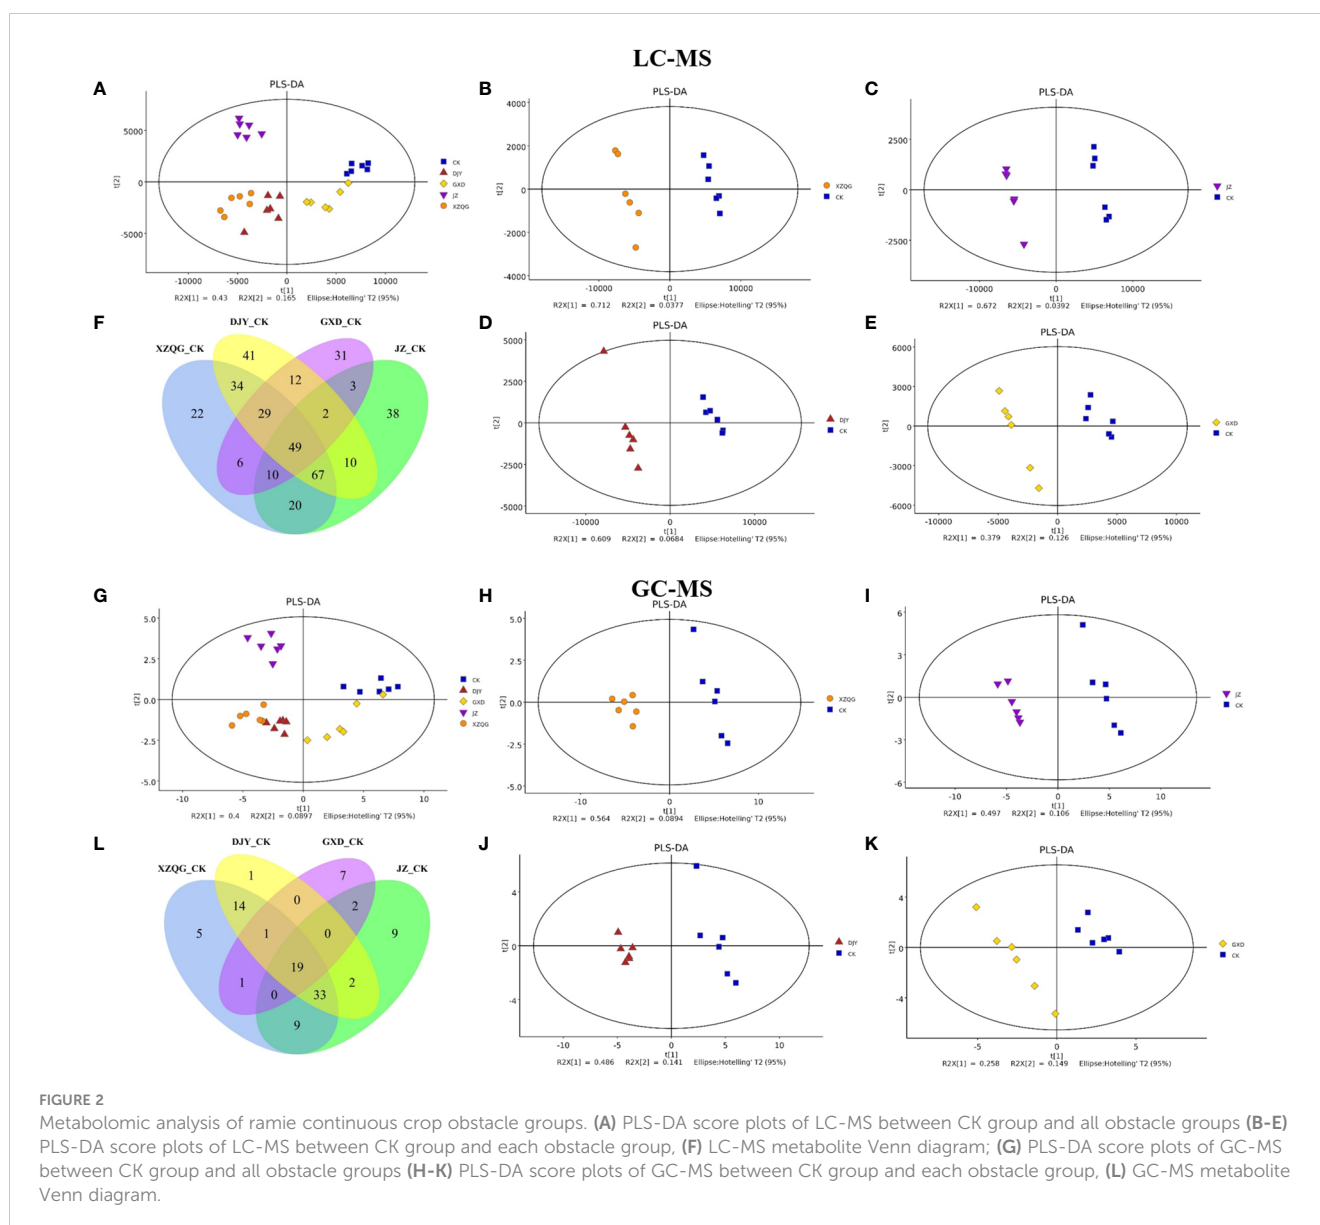 LC-MS
A
PLS-DA
t[2]
5000
0
-5000
-10000 -5000 0 5000 10000
t[1]
R2X[1] = 0.43 R2X[2] = 0.165 Ellipse:Hotelling' T2 (95%)
CK
DJY
GXD
JZ
XZQG
B
PLS-DA
t[2]
4000
2000
0
-2000
-4000
-10000 0 10000
t[1]
R2X[1] = 0.712 R2X[2] = 0.0377 Ellipse:Hotelling' T2 (95%)
XZQG
CK
C
PLS-DA
t[2]
2500
0
-2500
-10000 0 10000
t[1]
R2X[1] = 0.672 R2X[2] = 0.0392 Ellipse:Hotelling' T2 (95%)
JZ
CK
F
DJY_CK GXD_CK
XZQG_CK JZ_CK
41 31
34 12 3
22 29 2 38
49
6 10 67 10
20
D
PLS-DA
t[2]
5000
2500
0
-2500
-5000
-10000 0 10000
t[1]
R2X[1] = 0.609 R2X[2] = 0.0684 Ellipse:Hotelling' T2 (95%)
DJY
CK
E
PLS-DA
t[2]
6000
3000
0
-3000
-6000
-10000 -5000 0 5000 10000
t[1]
R2X[1] = 0.379 R2X[2] = 0.126 Ellipse:Hotelling' T2 (95%)
GXD
CK
GC-MS
G
PLS-DA
t[2]
5.0
2.5
0.0
-2.5
-5.0
-10 -5 0 5 10
t[1]
R2X[1] = 0.4 R2X[2] = 0.0897 Ellipse:Hotelling' T2 (95%)
CK
DJY
GXD
JZ
XZQG
H
PLS-DA
t[2]
5.0
2.5
0.0
-2.5
-5.0
-10 0 10
t[1]
R2X[1] = 0.564 R2X[2] = 0.0894 Ellipse:Hotelling' T2 (95%)
XZQG
CK
I
PLS-DA
t[2]
6
3
0
-3
-6
-10 -5 0 5 10
t[1]
R2X[1] = 0.497 R2X[2] = 0.106 Ellipse:Hotelling' T2 (95%)
JZ
CK
L
DJY_CK GXD_CK
XZQG_CK JZ_CK
1 7
14 0 2
5 1 0 9
19
1 0 33 2
9
J
PLS-DA
t[2]
4
0
-4
-10 -5 0 5 10
t[1]
R2X[1] = 0.486 R2X[2] = 0.141 Ellipse:Hotelling' T2 (95%)
DJY
CK
K
PLS-DA
t[2]
4
0
-4
-5 0 5
t[1]
R2X[1] = 0.258 R2X[2] = 0.149 Ellipse:Hotelling' T2 (95%)
GXD
CK
FIGURE 2
Metabolomic analysis of ramie continuous crop obstacle groups. (A) PLS-DA score plots of LC-MS between CK group and all obstacle groups (B-E)
PLS-DA score plots of LC-MS between CK group and each obstacle group, (F) LC-MS metabolite Venn diagram; (G) PLS-DA score plots of GC-MS
between CK group and all obstacle groups (H-K) PLS-DA score plots of GC-MS between CK group and each obstacle group, (L) GC-MS metabolite
Venn diagram.